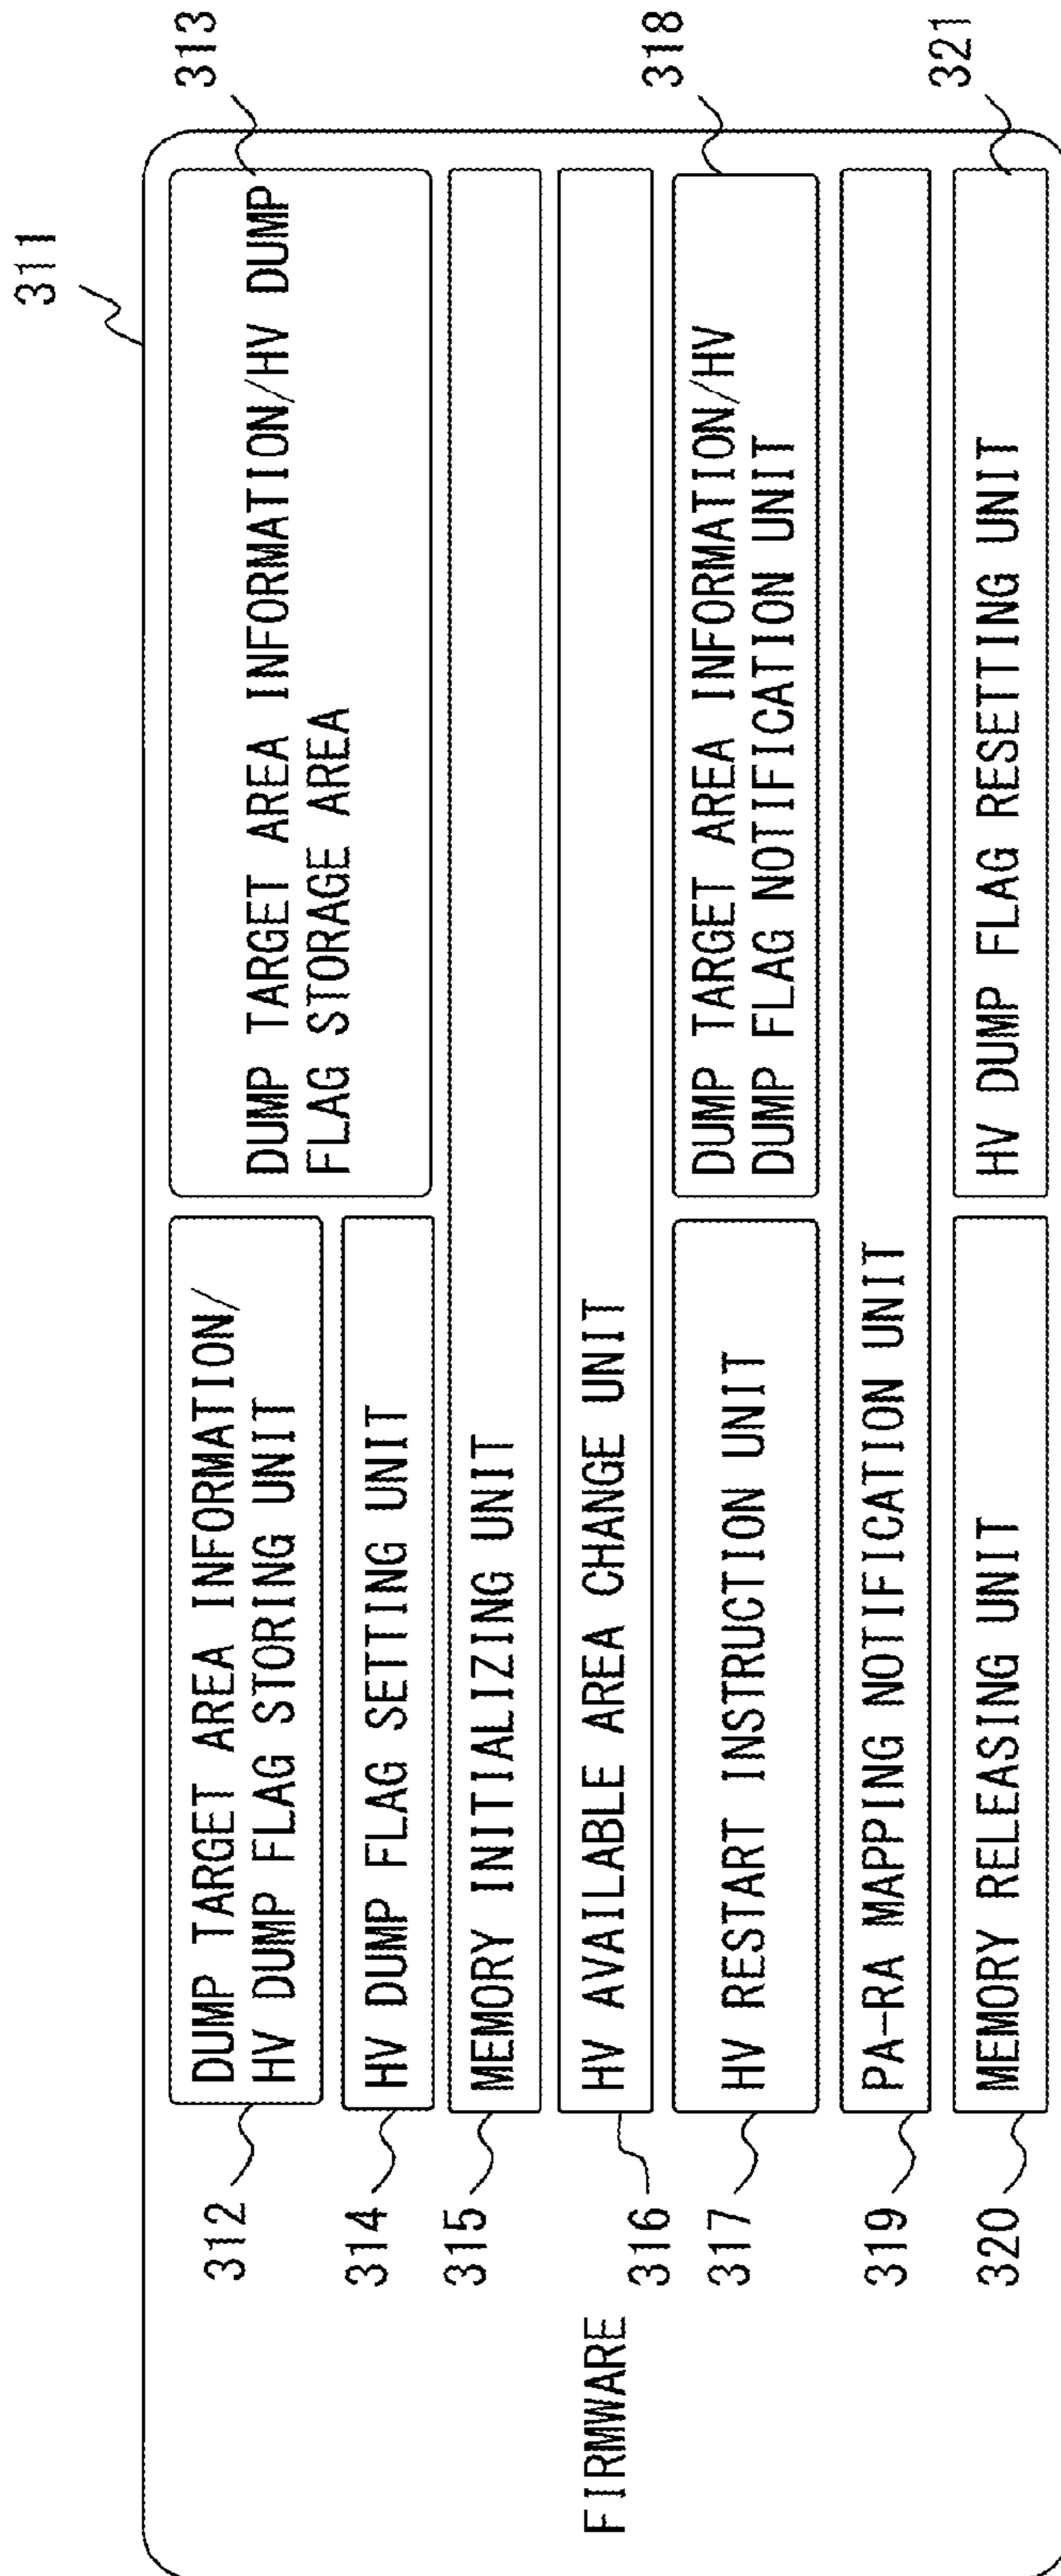 311
313
DUMP TARGET AREA INFORMATION/
HV DUMP FLAG STORING UNIT
DUMP TARGET AREA INFORMATION/HV DUMP
FLAG STORAGE AREA
312
HV DUMP FLAG SETTING UNIT
314
MEMORY INITIALIZING UNIT
315
HV AVAILABLE AREA CHANGE UNIT
316
FIRMWARE
HV RESTART INSTRUCTION UNIT
317
DUMP TARGET AREA INFORMATION/HV
DUMP FLAG NOTIFICATION UNIT
318
PA-RA MAPPING NOTIFICATION UNIT
319
MEMORY RELEASING UNIT
320
HV DUMP FLAG RESETTING UNIT
321